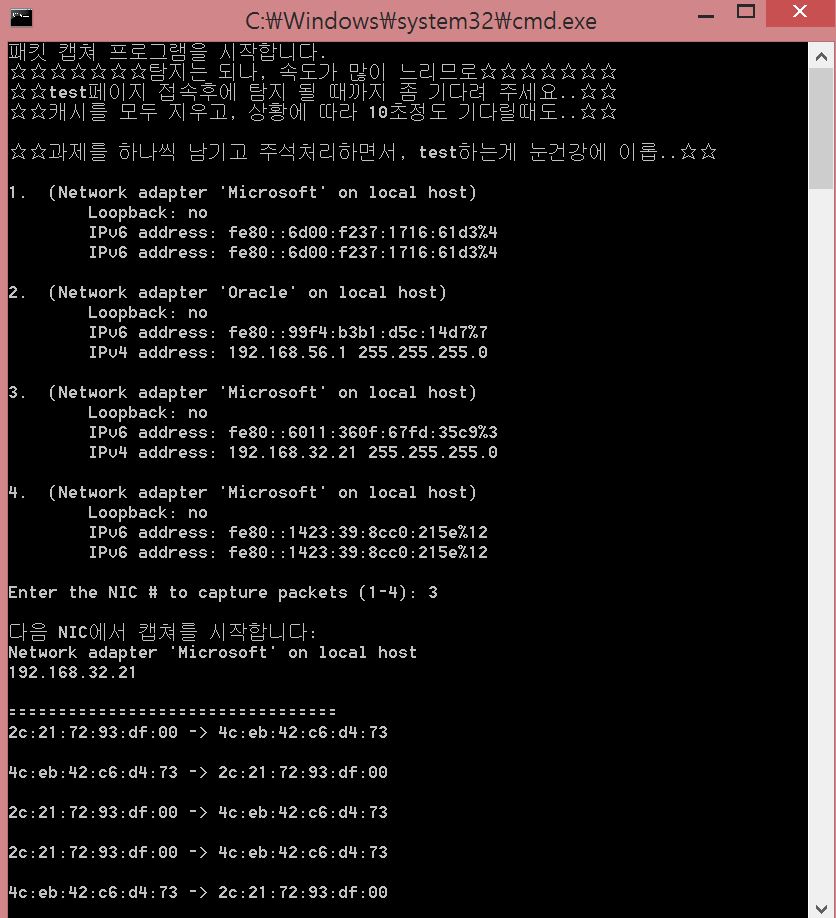 C:₩Windows₩system32₩cmd.exe
패킷 캡쳐 프로그램을 시작합니다.
☆☆☆☆☆☆☆탐지는 되나, 속도가 많이 느리므로☆☆☆☆☆☆☆
☆☆test페이지 접속후에 탐지 될 때까지 좀 기다려 주세요..☆☆
☆☆캐시를 모두 지우고, 상황에 따라 10초정도 기다릴때도..☆☆
☆☆과제를 하나씩 남기고 주석처리하면서, test하는게 눈건강에 이롭..☆☆
1.  (Network adapter 'Microsoft' on local host)
        Loopback: no
        IPv6 address: fe80::6d00:f237:1716:61d3%4
        IPv6 address: fe80::6d00:f237:1716:61d3%4
2.  (Network adapter 'Oracle' on local host)
        Loopback: no
        IPv6 address: fe80::99f4:b3b1:d5c:14d7%7
        IPv4 address: 192.168.56.1 255.255.255.0
3.  (Network adapter 'Microsoft' on local host)
        Loopback: no
        IPv6 address: fe80::6011:360f:67fd:35c9%3
        IPv4 address: 192.168.32.21 255.255.255.0
4.  (Network adapter 'Microsoft' on local host)
        Loopback: no
        IPv6 address: fe80::1423:39:8cc0:215e%12
        IPv6 address: fe80::1423:39:8cc0:215e%12
Enter the NIC # to capture packets (1-4): 3
다음 NIC에서 캡쳐를 시작합니다:
Network adapter 'Microsoft' on local host
192.168.32.21
=================================
2c:21:72:93:df:00 -> 4c:eb:42:c6:d4:73
4c:eb:42:c6:d4:73 -> 2c:21:72:93:df:00
2c:21:72:93:df:00 -> 4c:eb:42:c6:d4:73
2c:21:72:93:df:00 -> 4c:eb:42:c6:d4:73
4c:eb:42:c6:d4:73 -> 2c:21:72:93:df:00